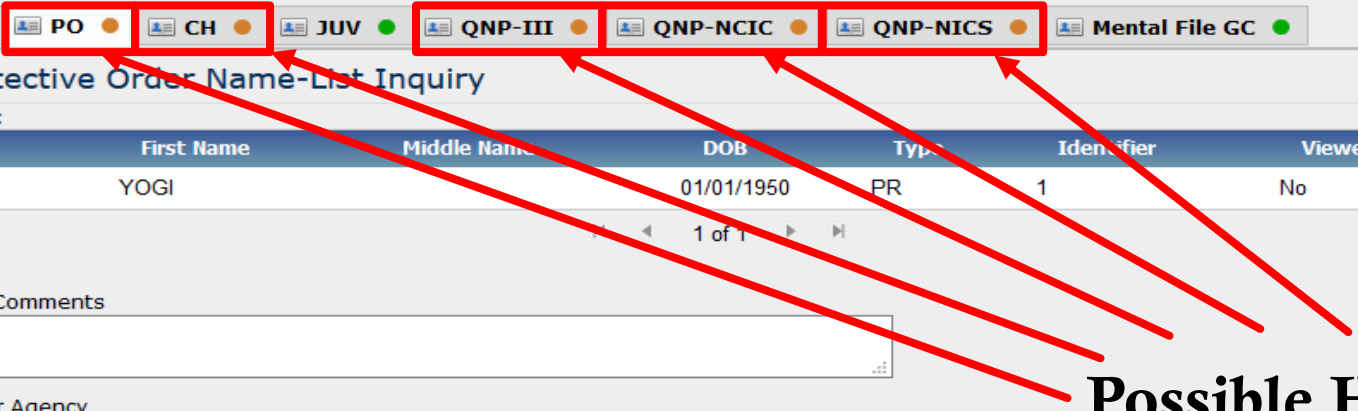 PO CH JUV QNP-III QNP-NCIC QNP-NICS Mental File GC
tective Order Name-List Inquiry
First Name Middle Name DOB Type Identifier Viewe
YOGI 01/01/1950 PR 1 No
1 of 1
Comments
r Agency
Possible H